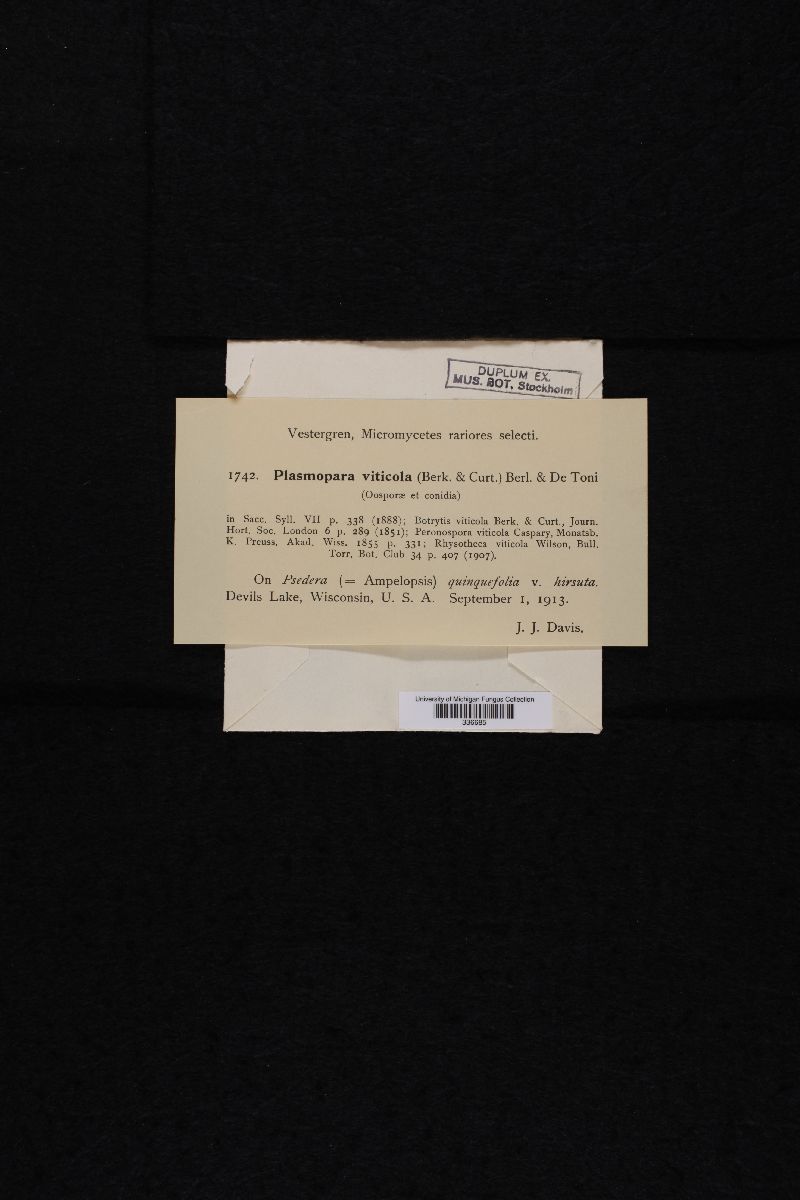 DUPLUM EX.
MUS. BOT. Stockholm
Vestergren, Micromycetes rariores selecti.
1742. Plasmopara viticola (Berk. & Curt.) Berl. & De Toni
(Oosporæ et conidia)
in Sacc. Syll. VII p. 338 (1888); Botrytis viticola Berk. & Curt., Journ.
Hort. Soc. London 6 p. 289 (1851); Peronospora viticola Caspary, Monatsb.
K. Preuss. Akad. Wiss. 1855 p. 331; Rhysotheca viticola Wilson, Bull.
Torr. Bot. Club 34 p. 407 (1907).
On Psedera (= Ampelopsis) quinquefolia v. hirsuta.
Devils Lake, Wisconsin, U. S. A. September 1, 1913.
J. J. Davis.
University of Michigan Fungus Collection
336685